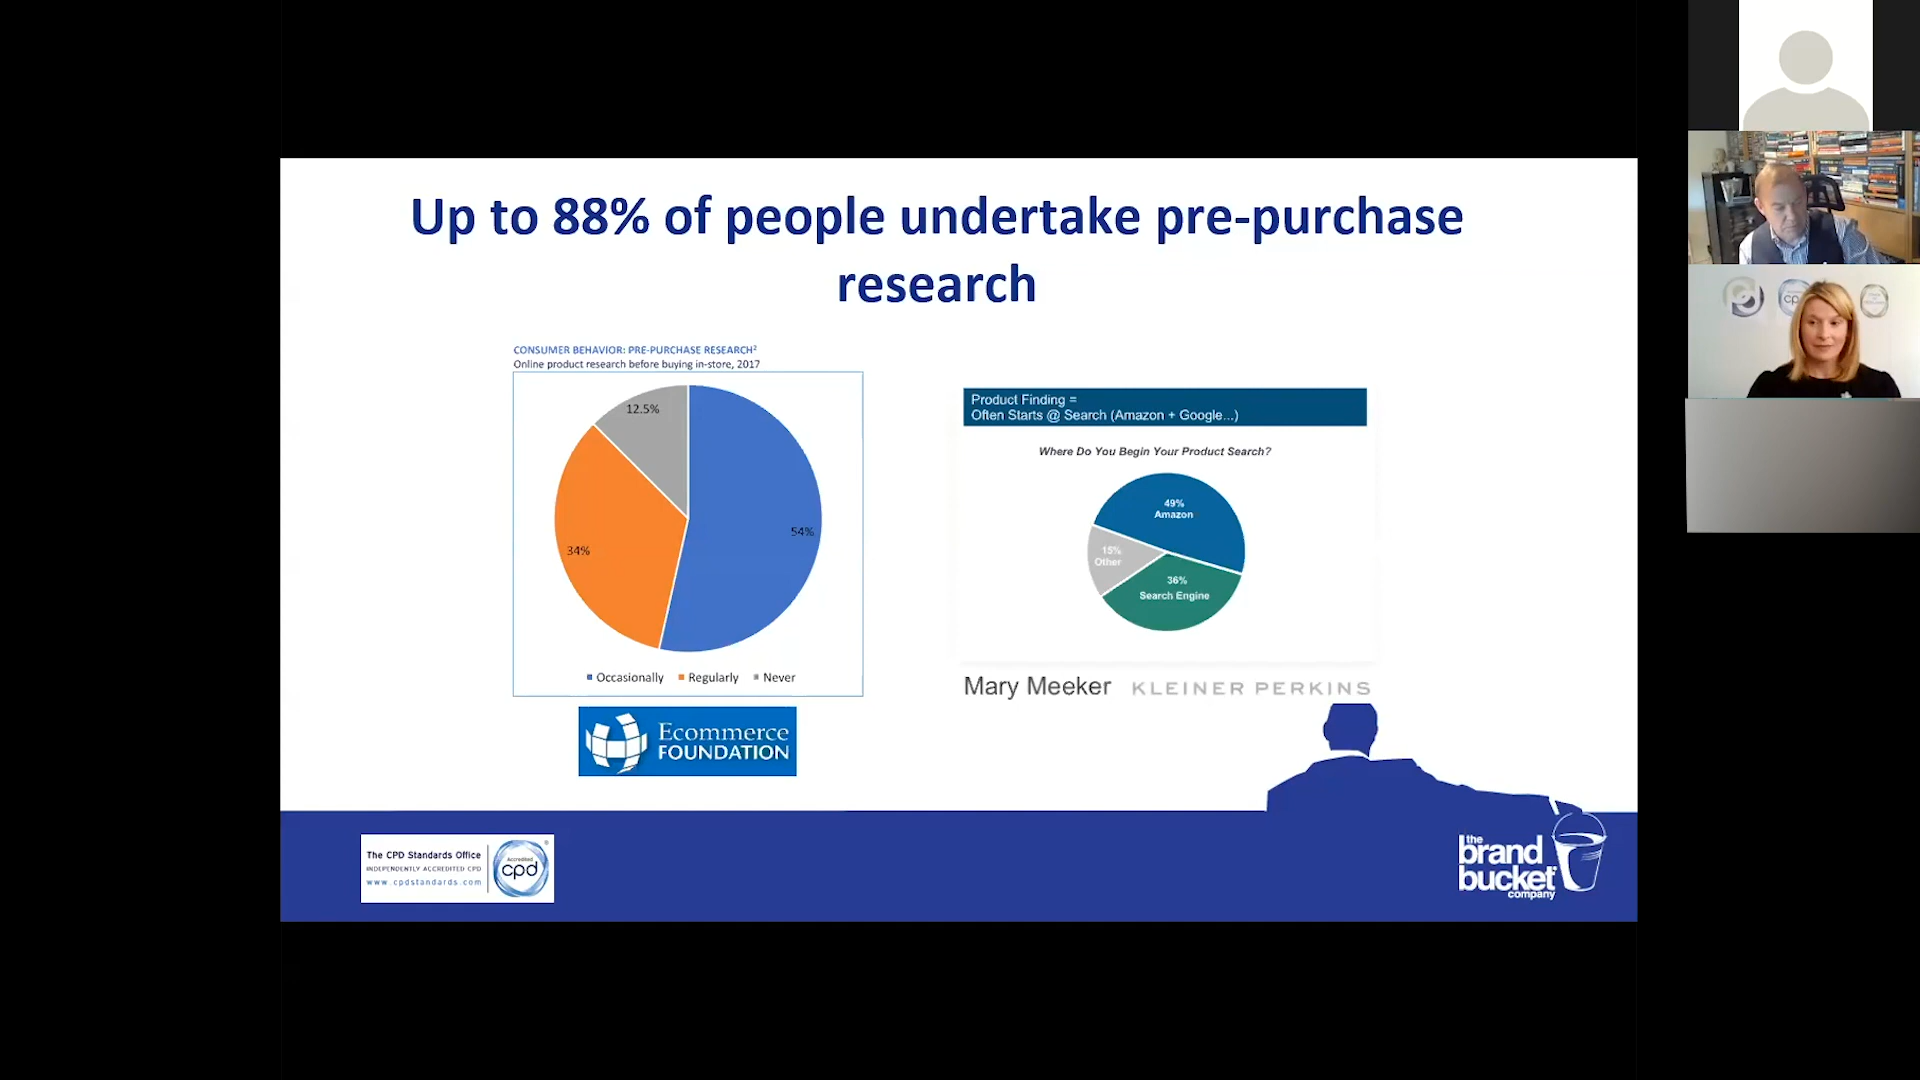 Up to 88% of people undertake pre-purchase
research
CONSUMER BEHAVIOR: PRE-PURCHASE RESEARCH²
Online product research before buying in-store, 2017
12.5%
54%
34%
Occasionally Regularly Never
Ecommerce
FOUNDATION
Product Finding =
Often Starts @ Search (Amazon + Google...)
Where Do You Begin Your Product Search?
49%
Amazon
15%
Other
36%
Search Engine
Mary Meeker KLEINER PERKINS
The CPD Standards Office
INDEPENDENTLY ACCREDITED CPD
www.cpdstandards.com
Accredited
cpd
the
brand
bucket
company